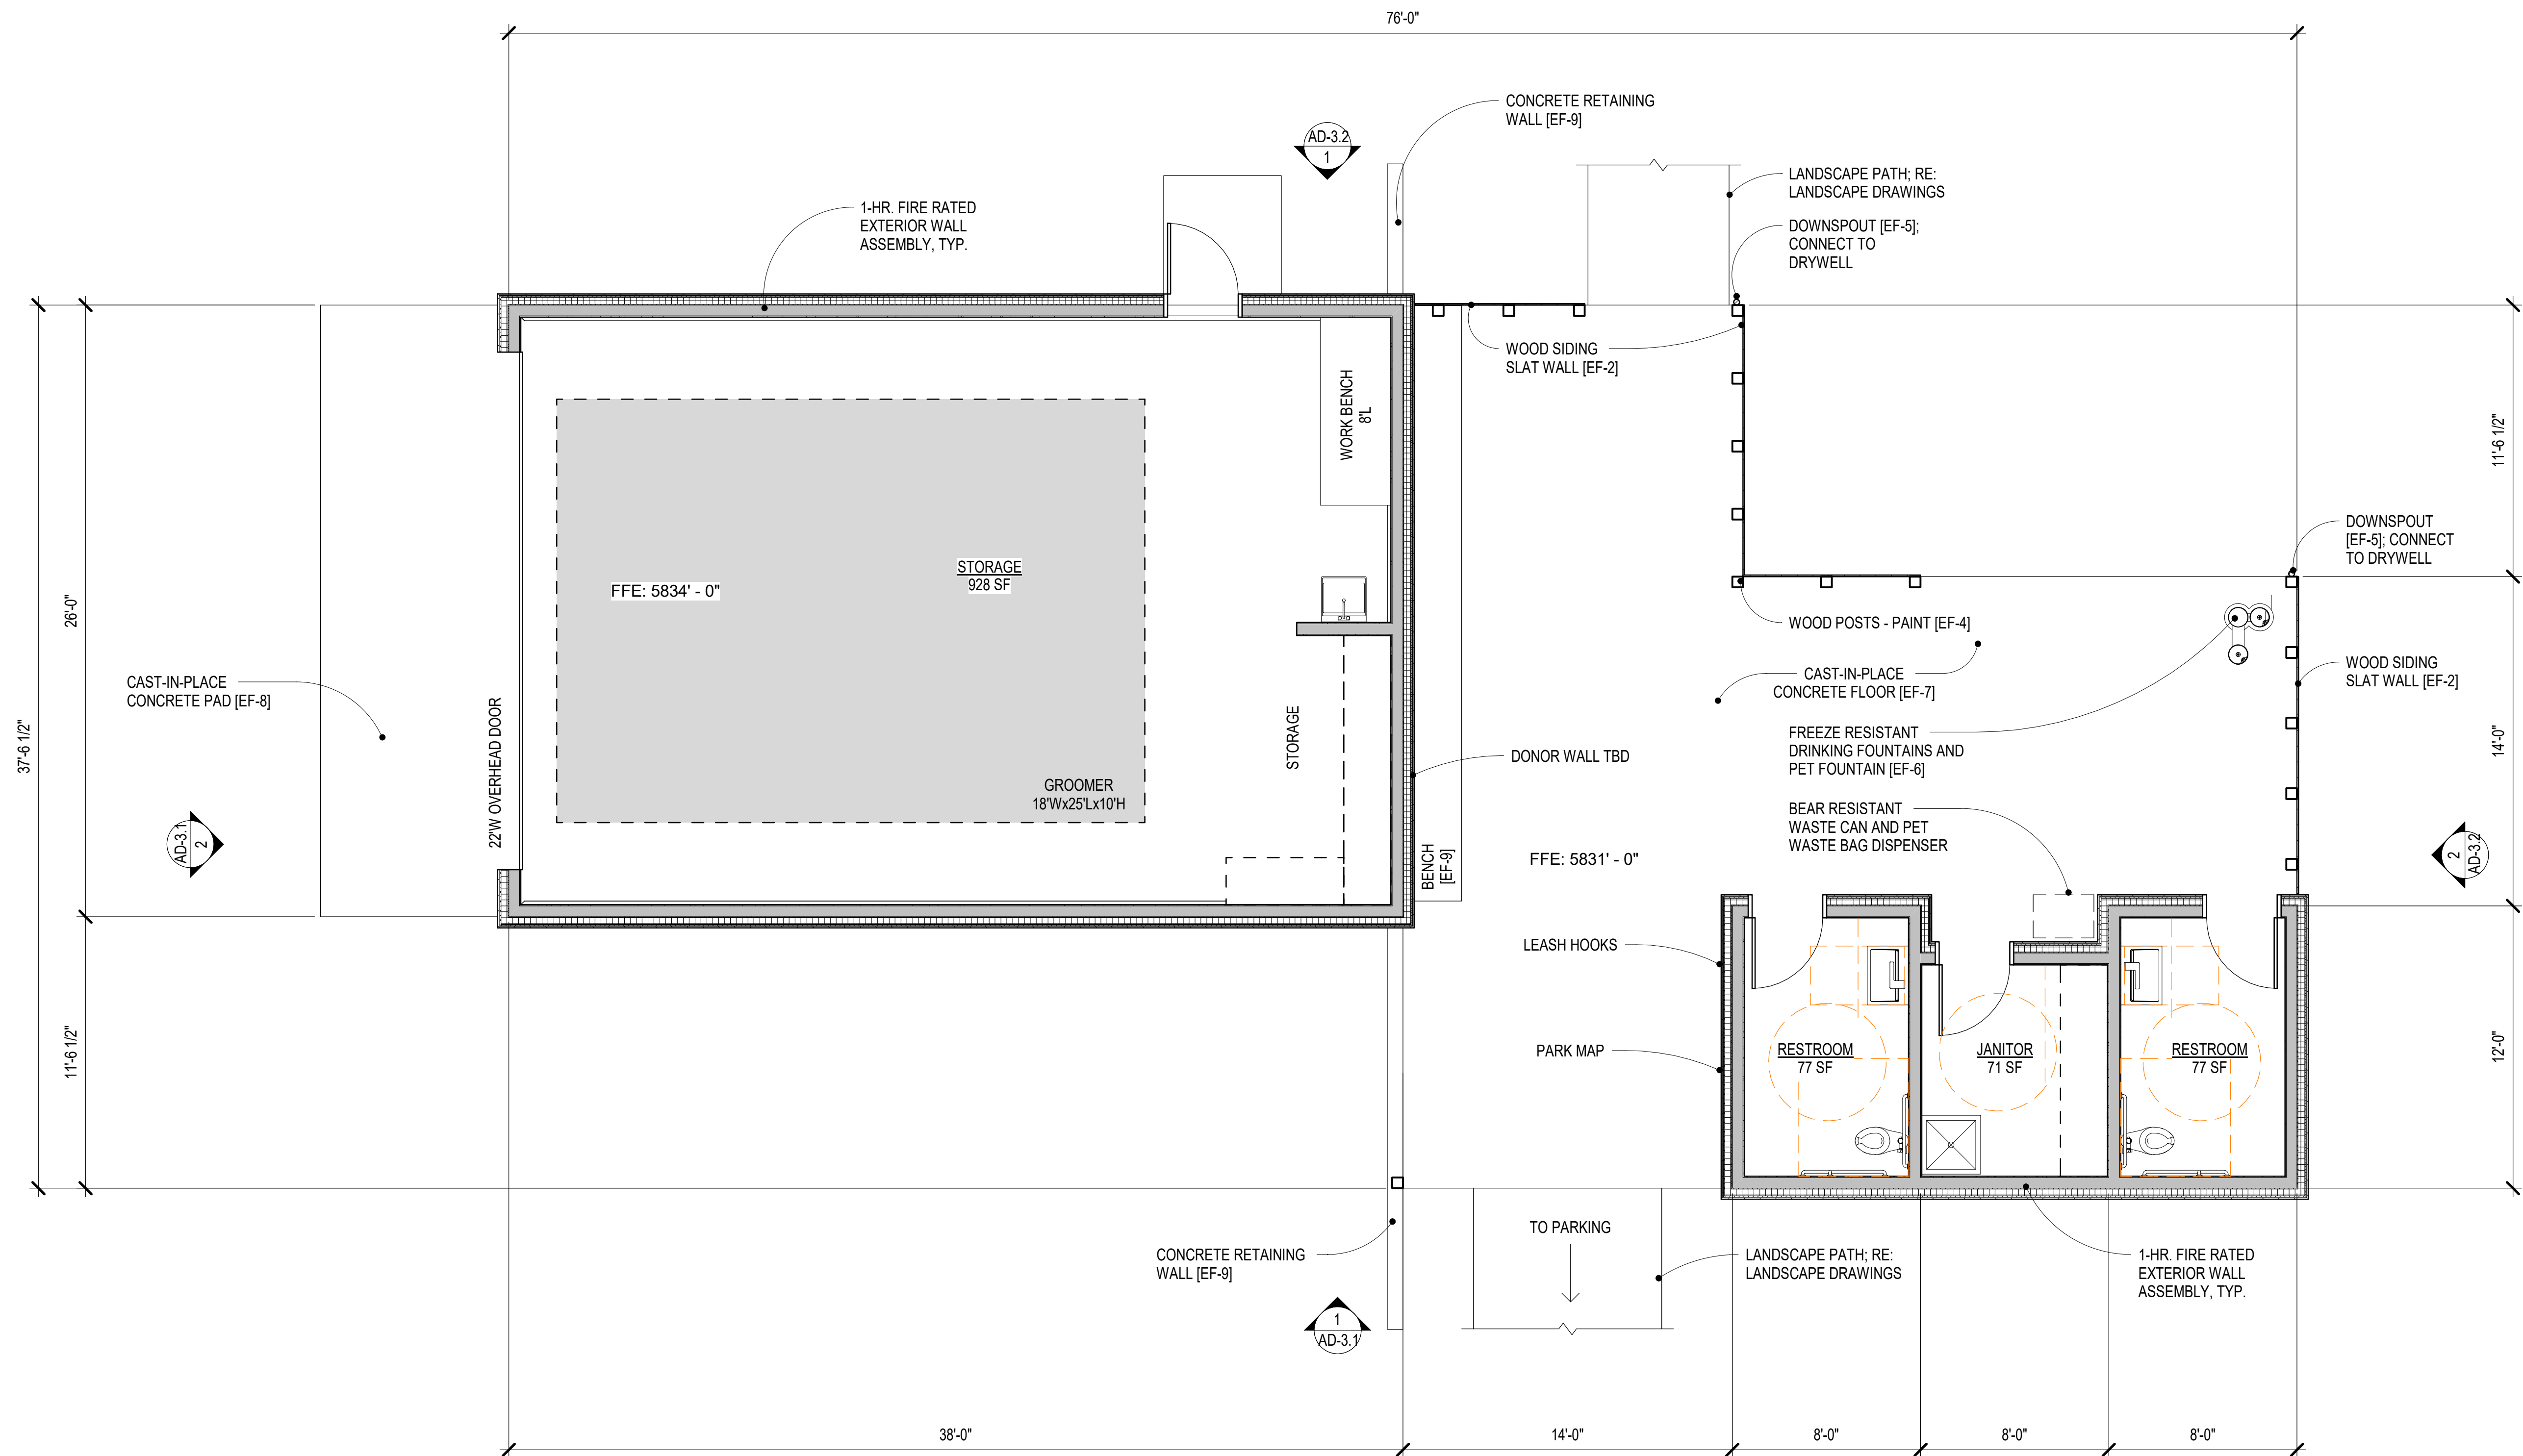 76'-0"
CONCRETE RETAINING
WALL [EF-9]
AD-3.2
1
LANDSCAPE PATH; RE:
LANDSCAPE DRAWINGS
1-HR. FIRE RATED
EXTERIOR WALL
ASSEMBLY, TYP.
DOWNSPOUT [EF-5];
CONNECT TO
DRYWELL
WOOD SIDING
SLAT WALL [EF-2]
WORK BENCH
8'L
11'-6 1/2"
DOWNSPOUT
[EF-5]; CONNECT
TO DRYWELL
STORAGE
928 SF
FFE: 5834' - 0"
26'-0"
WOOD POSTS - PAINT [EF-4]
CAST-IN-PLACE
CONCRETE FLOOR [EF-7]
WOOD SIDING
SLAT WALL [EF-2]
CAST-IN-PLACE
CONCRETE PAD [EF-8]
37'-6 1/2"
22'W OVERHEAD DOOR
STORAGE
DONOR WALL TBD
FREEZE RESISTANT
DRINKING FOUNTAINS AND
PET FOUNTAIN [EF-6]
14'-0"
GROOMER
18'Wx25'Lx10'H
BEAR RESISTANT
WASTE CAN AND PET
WASTE BAG DISPENSER
AD-3.1
2
BENCH
[EF-9]
FFE: 5831' - 0"
2
AD-3.2
LEASH HOOKS
PARK MAP
11'-6 1/2"
RESTROOM
77 SF
JANITOR
71 SF
RESTROOM
77 SF
12'-0"
TO PARKING
CONCRETE RETAINING
WALL [EF-9]
LANDSCAPE PATH; RE:
LANDSCAPE DRAWINGS
1-HR. FIRE RATED
EXTERIOR WALL
ASSEMBLY, TYP.
1
AD-3.1
38'-0"
14'-0"
8'-0"
8'-0"
8'-0"